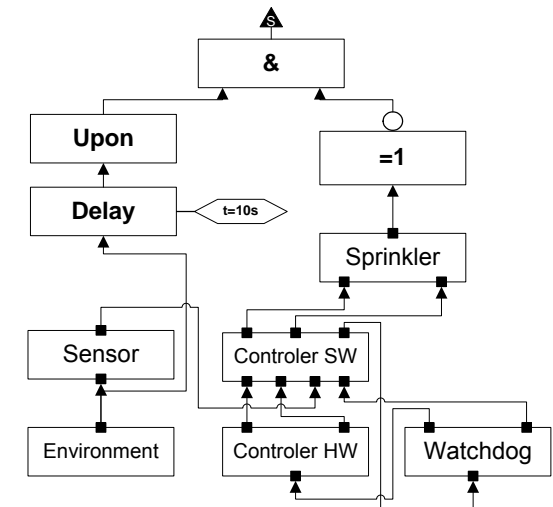 S
&
Upon
=1
Delay
t=10s
Sprinkler
Sensor
Controler SW
Environment
Controler HW
Watchdog